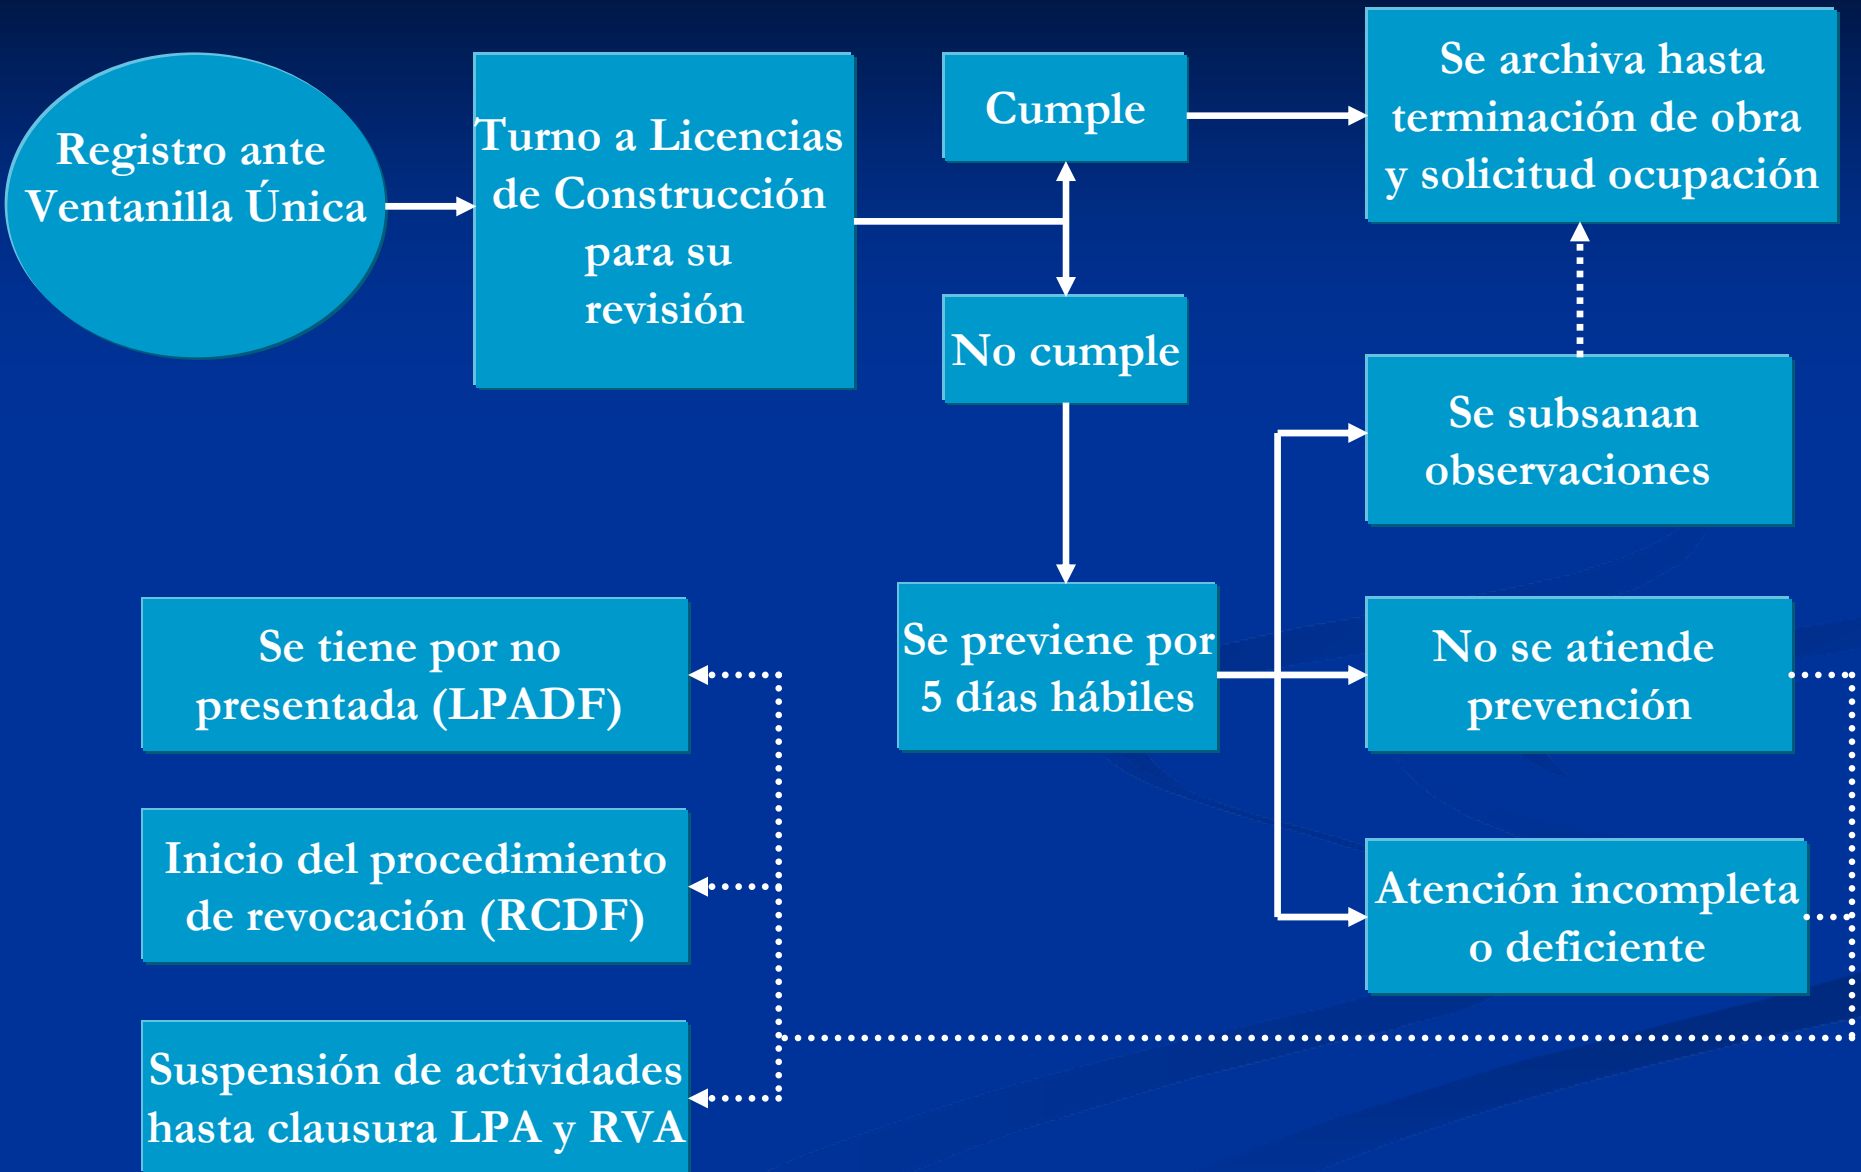 Registro ante
Ventanilla Única
Turno a Licencias
de Construcción
para su
revisión
Cumple
Se archiva hasta
terminación de obra
y solicitud ocupación
No cumple
Se subsanan
observaciones
Se previene por
5 días hábiles
No se atiende
prevención
Atención incompleta
o deficiente
Se tiene por no
presentada (LPADF)
Inicio del procedimiento
de revocación (RCDF)
Suspensión de actividades
hasta clausura LPA y RVA